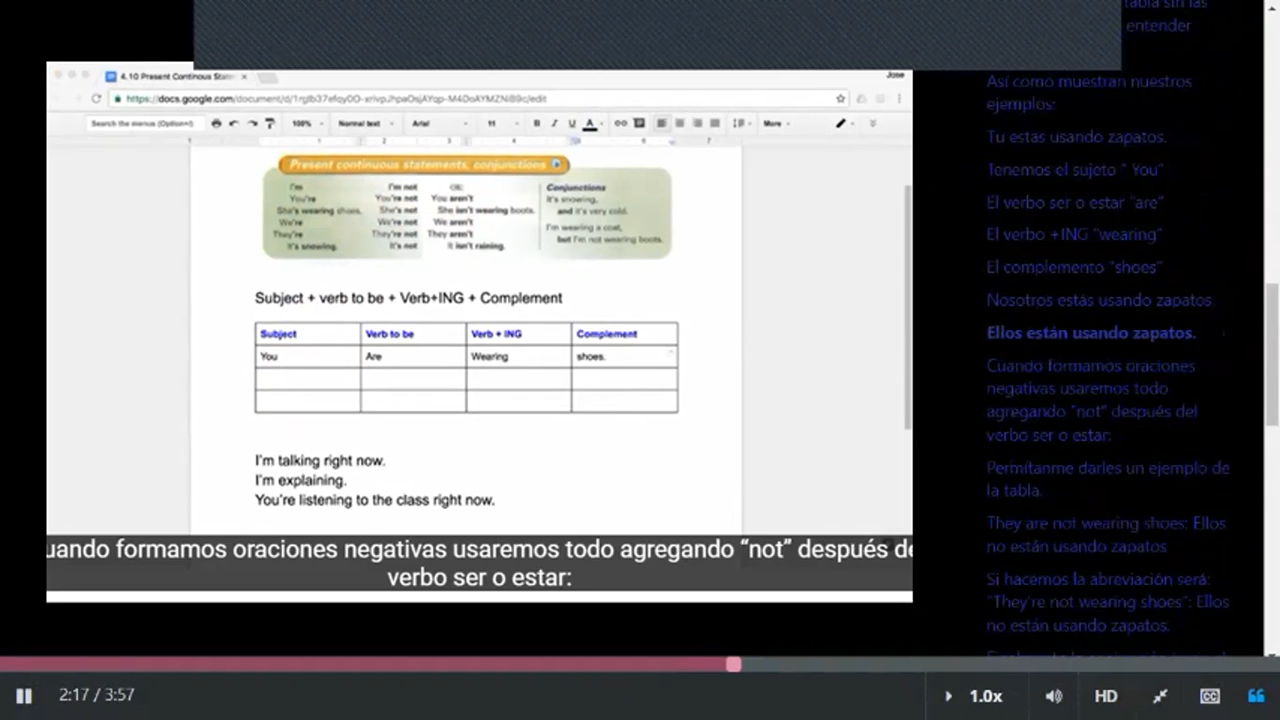 4.10 Present Continous State
Jose
https://docs.google.com/document/d/
/edit
Search the menus (Option+/)
100%
Normal text
Arial
11
B
I
U
A
More
Present continuous statements; conjunctions
I'm
I'm not
OR:
Conjunctions
You're
You're not
You aren't
It's snowing,
She's wearing shoes.
She's not
She isn't wearing boots.
and it's very cold.
We're
We're not
We aren't
I'm wearing a coat,
They're
They're not
They aren't
but I'm not wearing boots.
It's snowing.
It's not
It isn't raining.
Subject + verb to be + Verb+ING + Complement
Subject
Verb to be
Verb + ING
Complement
You
Are
Wearing
shoes.
I'm talking right now.
I'm explaining.
You're listening to the class right now.
uando formamos oraciones negativas usaremos todo agregando “not” después de
verbo ser o estar:
tabla sin las
entender
Así como muestran nuestros
ejemplos:
Tu estas usando zapatos.
Tenemos el sujeto “ You”
El verbo ser o estar “are”
El verbo +ING “wearing”
El complemento “shoes”
Nosotros estás usando zapatos.
Ellos están usando zapatos.
Cuando formamos oraciones
negativas usaremos todo
agregando “not” después del
verbo ser o estar:
Permítanme darles un ejemplo de
la tabla.
They are not wearing shoes: Ellos
no están usando zapatos
Si hacemos la abreviación será:
“They're not wearing shoes”: Ellos
no están usando zapatos.
2:17 / 3:57
1.0x
HD
CC